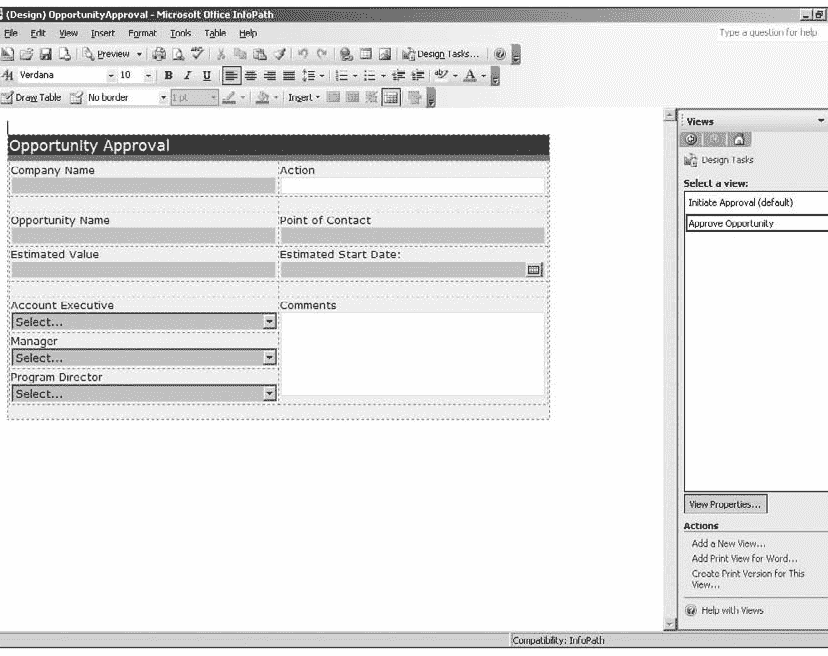 (Design) OpportunityApproval - Microsoft Office InfoPath
File Edit View Insert Format Tools Table Help
Type a question for help
Preview
Design Tasks...
Verdana 10 B I U A
Draw Table No border 1 pt Insert
Opportunity Approval
Company Name
Action
Opportunity Name
Point of Contact
Estimated Value
Estimated Start Date:
Account Executive
Comments
Select...
Manager
Select...
Program Director
Select...
Views
Design Tasks
Select a view:
Initiate Approval (default)
Approve Opportunity
View Properties...
Actions
Add a New View...
Add Print View for Word...
Create Print Version for This
View...
Help with Views
Compatibility: InfoPath